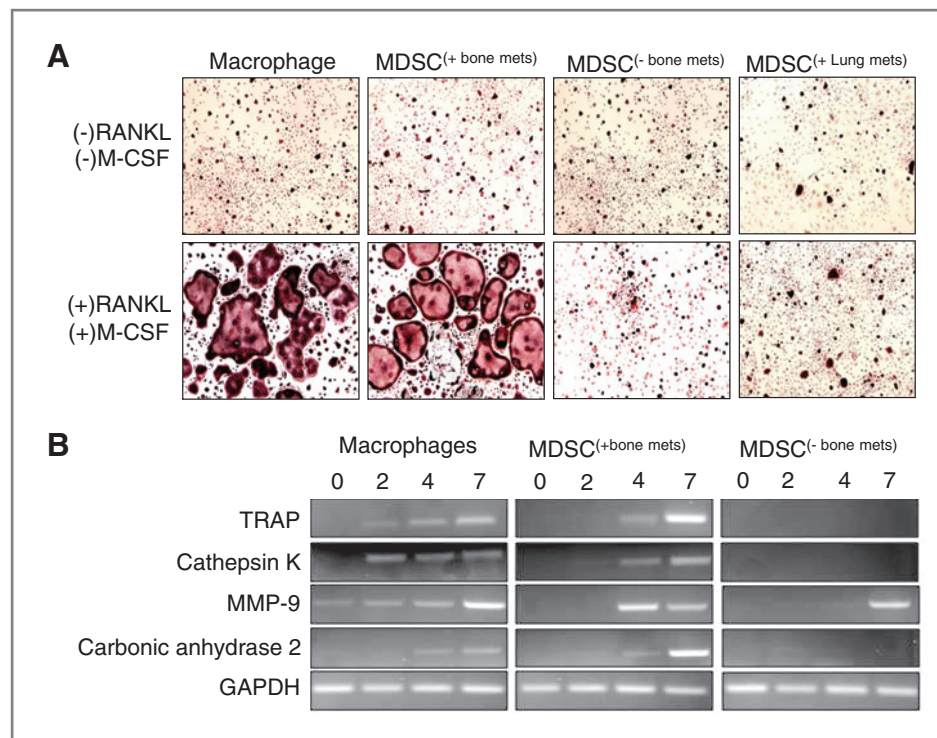 A
Macrophage MDSC(+ bone mets) MDSC(- bone mets) MDSC(+ Lung mets)
(-)RANKL
(-)M-CSF
(+)RANKL
(+)M-CSF
B
Macrophages MDSC(+bone mets) MDSC(- bone mets)
0 2 4 7 0 2 4 7 0 2 4 7
TRAP
Cathepsin K
MMP-9
Carbonic anhydrase 2
GAPDH